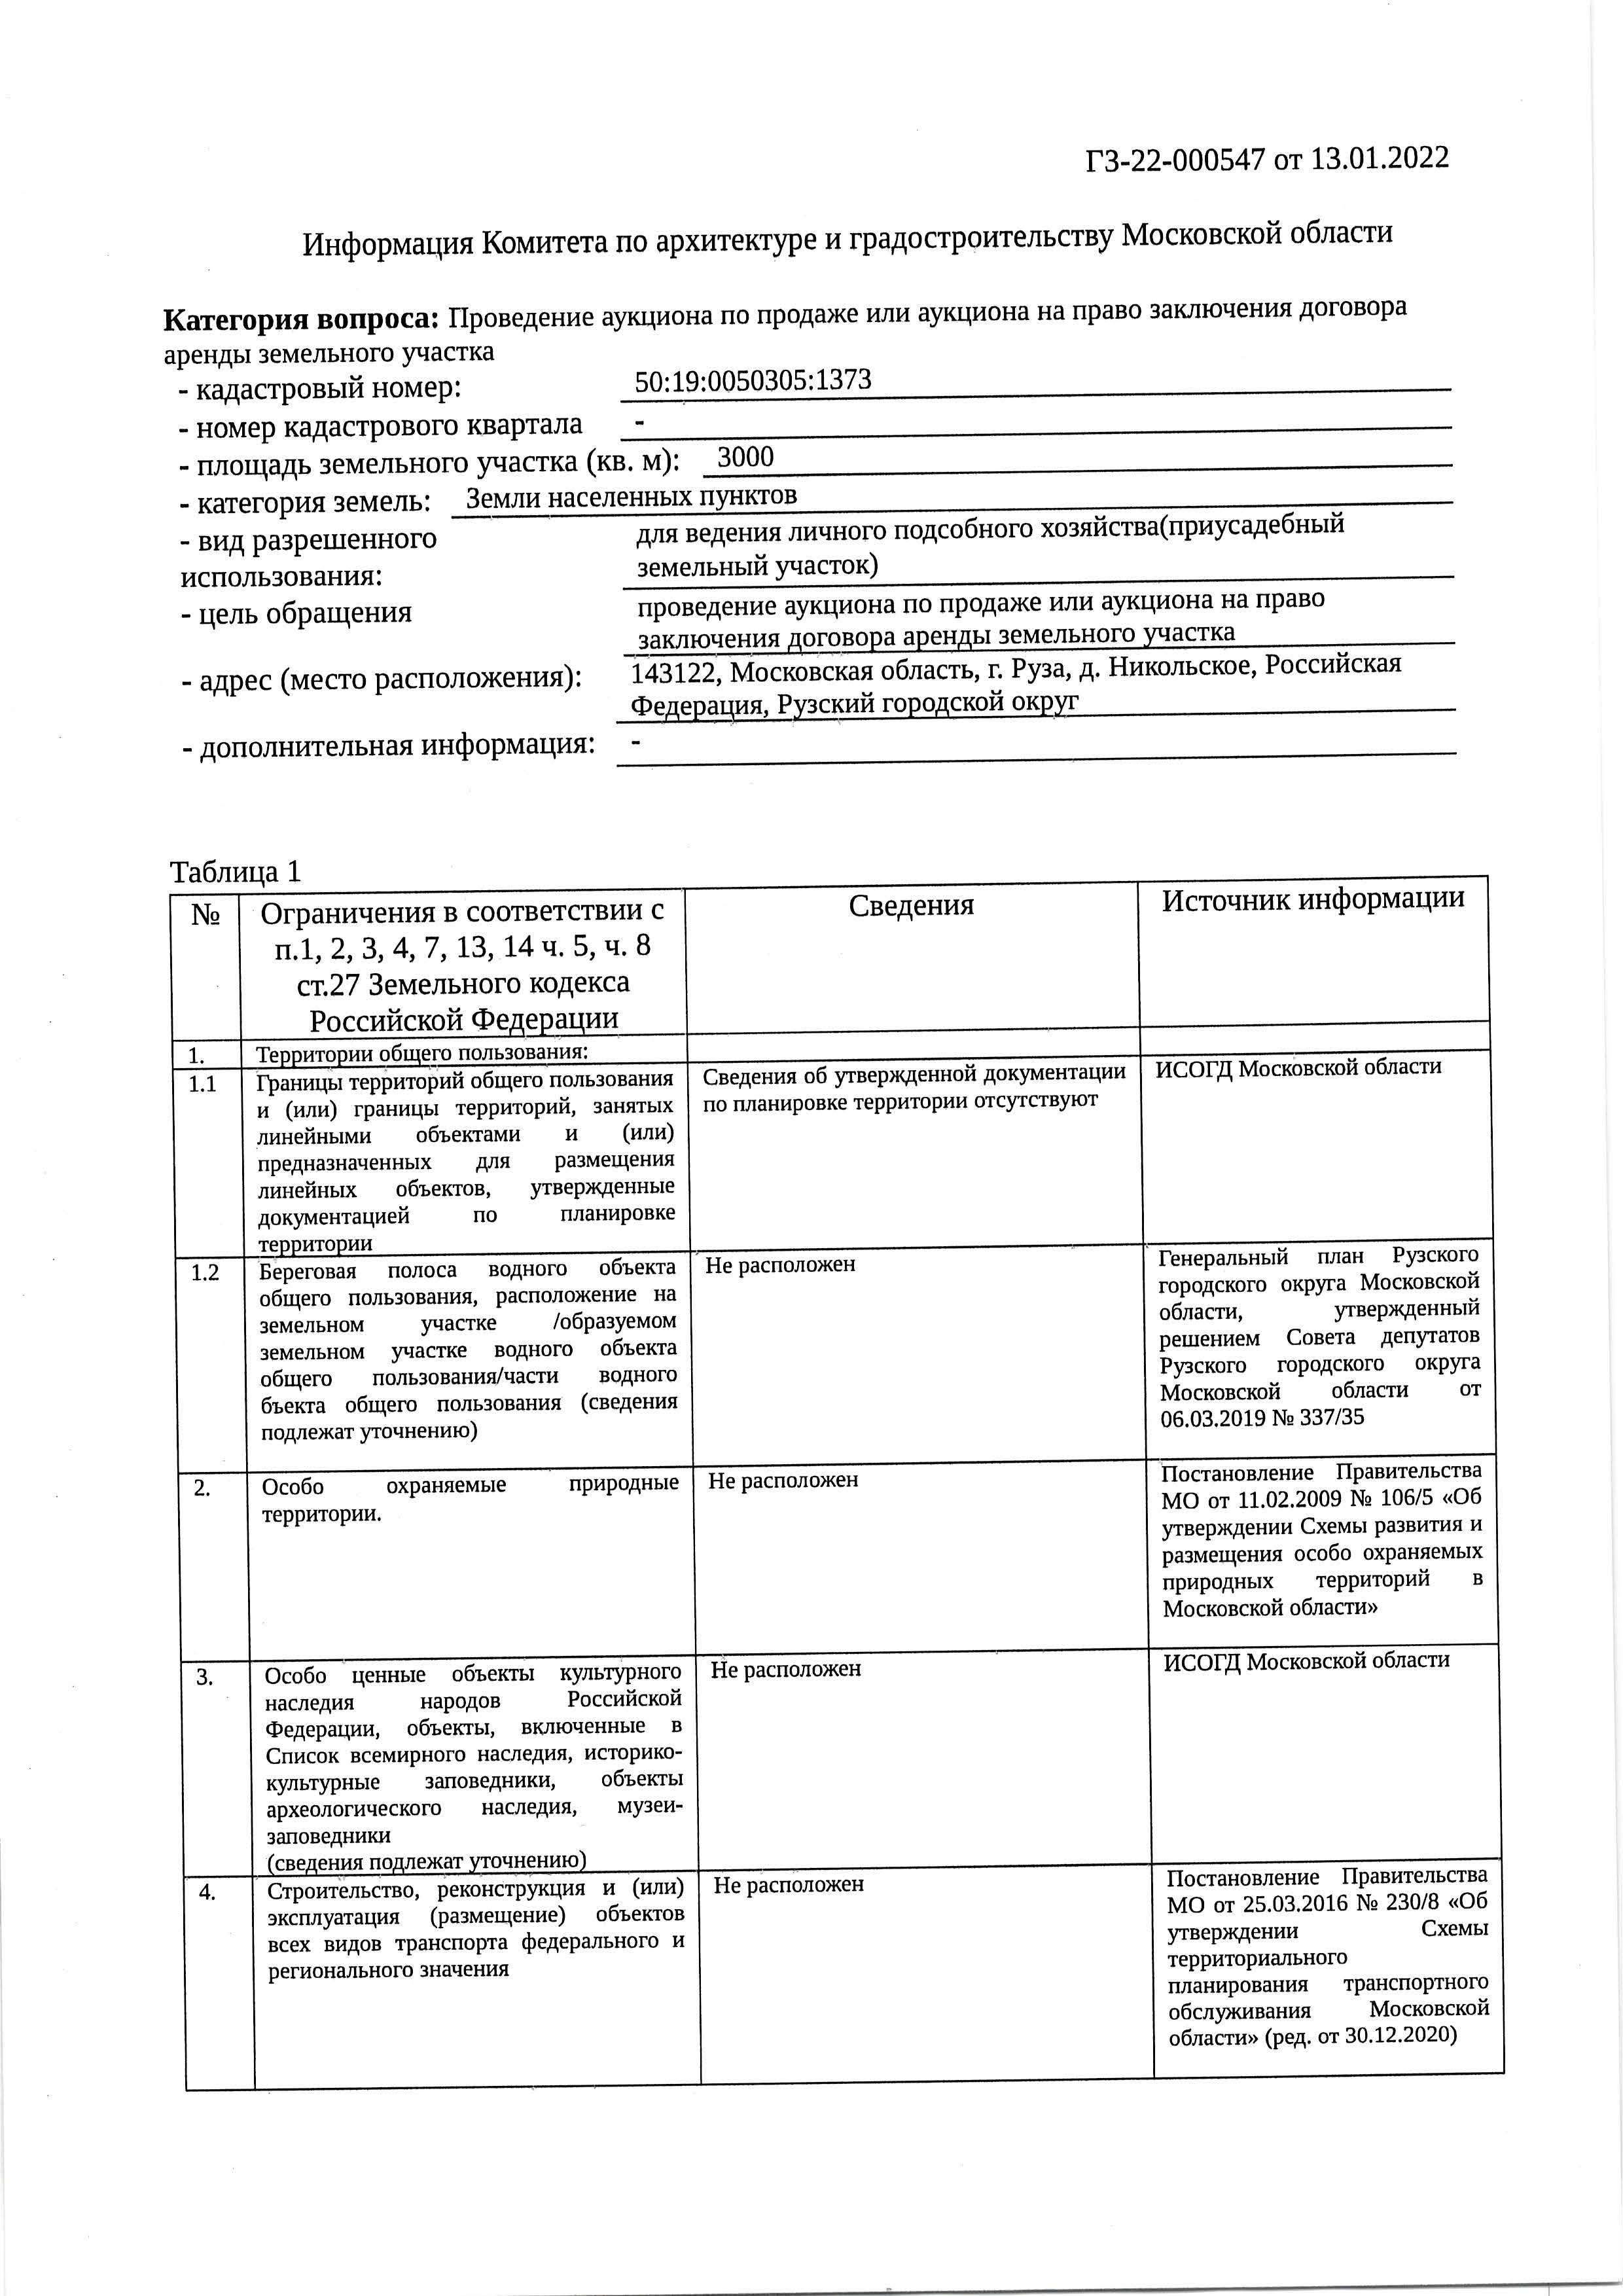 ГЗ-22-000547 от 13.01.2022
Информация Комитета по архитектуре и градостроительству Московской области
Категория вопроса: Проведение аукциона по продаже или аукциона на право заключения договора
аренды земельного участка
- кадастровый номер: 50:19:0050305:1373
- номер кадастрового квартала -
- площадь земельного участка (кв. м): 3000
- категория земель: Земли населенных пунктов
- вид разрешенного
использования:
для ведения личного подсобного хозяйства(приусадебный
земельный участок)
- цель обращения
проведение аукциона по продаже или аукциона на право
заключения договора аренды земельного участка
- адрес (место расположения):
143122, Московская область, г. Руза, д. Никольское, Российская
Федерация, Рузский городской округ
- дополнительная информация: -
Таблица 1
№
Ограничения в соответствии с
п.1, 2, 3, 4, 7, 13, 14 ч. 5, ч. 8
ст.27 Земельного кодекса
Российской Федерации
Сведения
Источник информации
1.
Территории общего пользования:
1.1
Границы территорий общего пользования
и (или) границы территорий, занятых
линейными объектами и (или)
предназначенных для размещения
линейных объектов, утвержденные
документацией по планировке
территории
Сведения об утвержденной документации
по планировке территории отсутствуют
ИСОГД Московской области
1.2
Береговая полоса водного объекта
общего пользования, расположение на
земельном участке /образуемом
земельном участке водного объекта
общего пользования/части водного
бъекта общего пользования (сведения
подлежат уточнению)
Не расположен
Генеральный план Рузского
городского округа Московской
области, утвержденный
решением Совета депутатов
Рузского городского округа
Московской области от
06.03.2019 № 337/35
2.
Особо охраняемые природные
территории.
Не расположен
Постановление Правительства
МО от 11.02.2009 № 106/5 «Об
утверждении Схемы развития и
размещения особо охраняемых
природных территорий в
Московской области»
3.
Особо ценные объекты культурного
наследия народов Российской
Федерации, объекты, включенные в
Список всемирного наследия, историко-
культурные заповедники, объекты
археологического наследия, музеи-
заповедники
(сведения подлежат уточнению)
Не расположен
ИСОГД Московской области
4.
Строительство, реконструкция и (или)
эксплуатация (размещение) объектов
всех видов транспорта федерального и
регионального значения
Не расположен
Постановление Правительства
МО от 25.03.2016 № 230/8 «Об
утверждении Схемы
территориального
планирования транспортного
обслуживания Московской
области» (ред. от 30.12.2020)